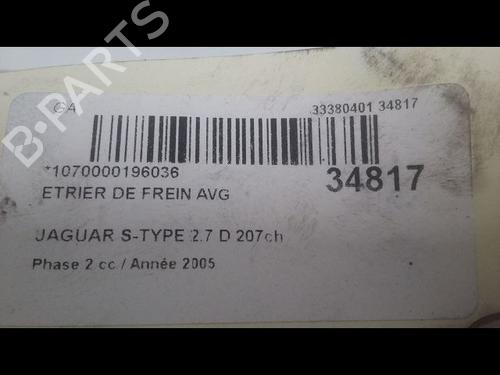 GA
33380401 34817
*1070000196036
34817
ETRIER DE FREIN AVG
JAGUAR S-TYPE 2.7 D 207ch
Phase 2 cc / Année 2005
B-PARTS